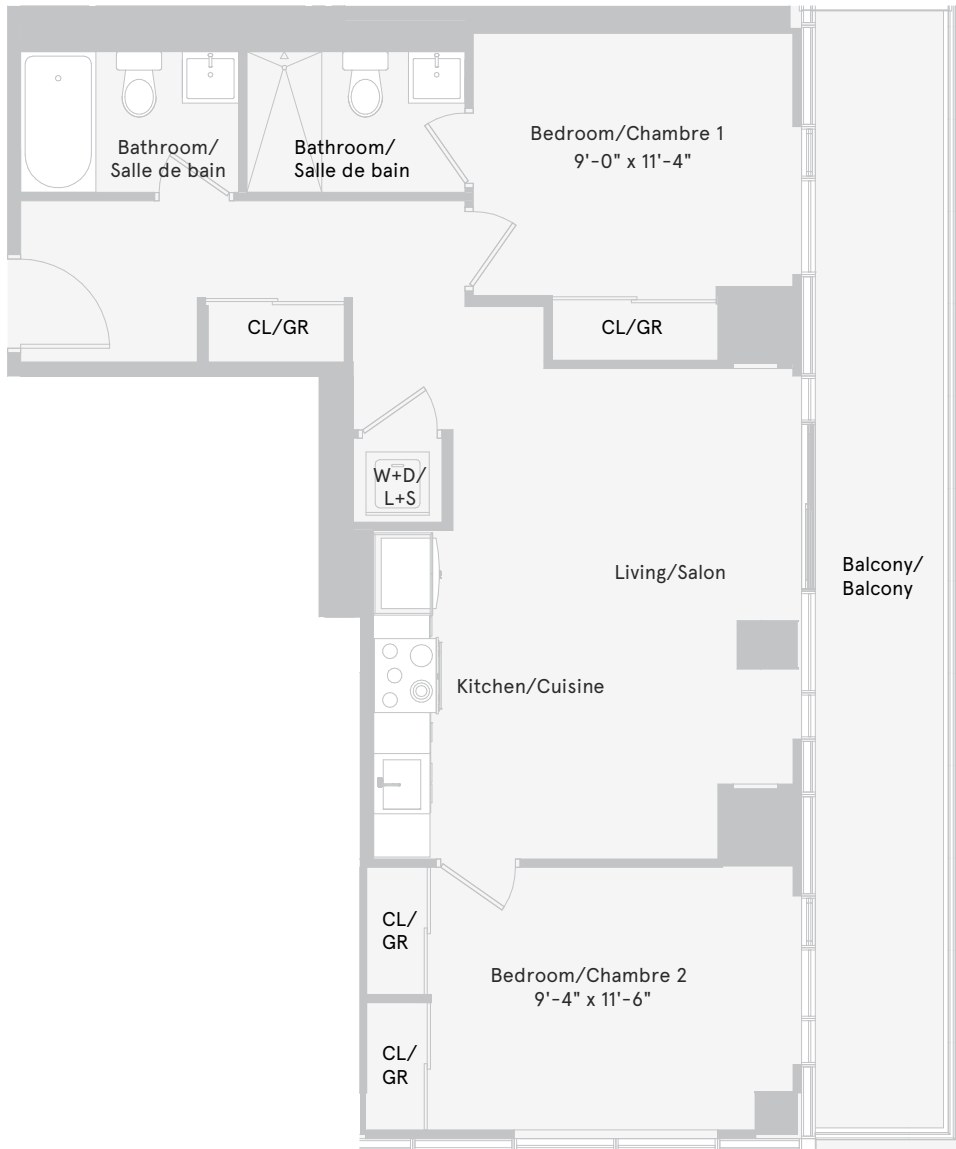 Bathroom/
Salle de bain
Bathroom/
Salle de bain
Bedroom/Chambre 1
9'-0" x 11'-4"
CL/GR
CL/GR
W+D/
L+S
Living/Salon
Balcony/
Balcony
Kitchen/Cuisine
CL/
GR
Bedroom/Chambre 2
9'-4" x 11'-6"
CL/
GR